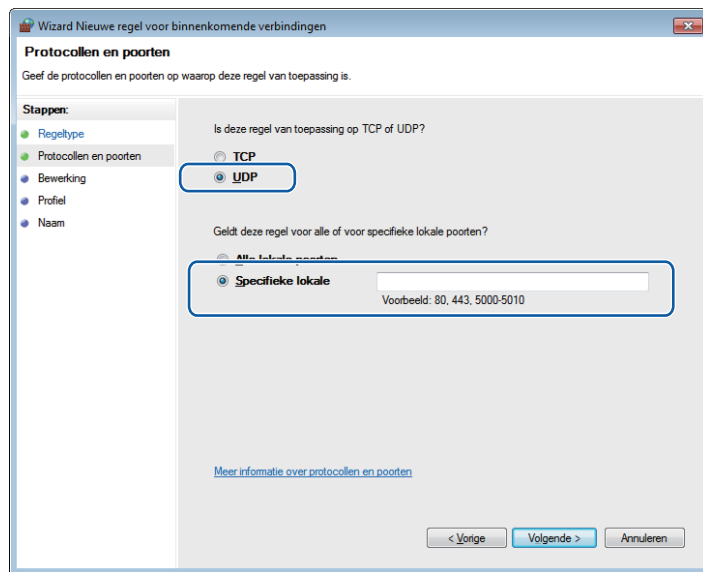 Wizard Nieuwe regel voor binnenkomende verbindingen
Protocollen en poorten
Geef de protocollen en poorten op waarop deze regel van toepassing is.
Stappen:
Regeltype
Protocollen en poorten
Bewerking
Profiel
Naam
Is deze regel van toepassing op TCP of UDP?
TCP
UDP
Geldt deze regel voor alle of voor specifieke lokale poorten?
Alle lokale poorten
Specifieke lokale
Voorbeeld: 80, 443, 5000-5010
Meer informatie over protocollen en poorten
< Vorige
Volgende >
Annuleren